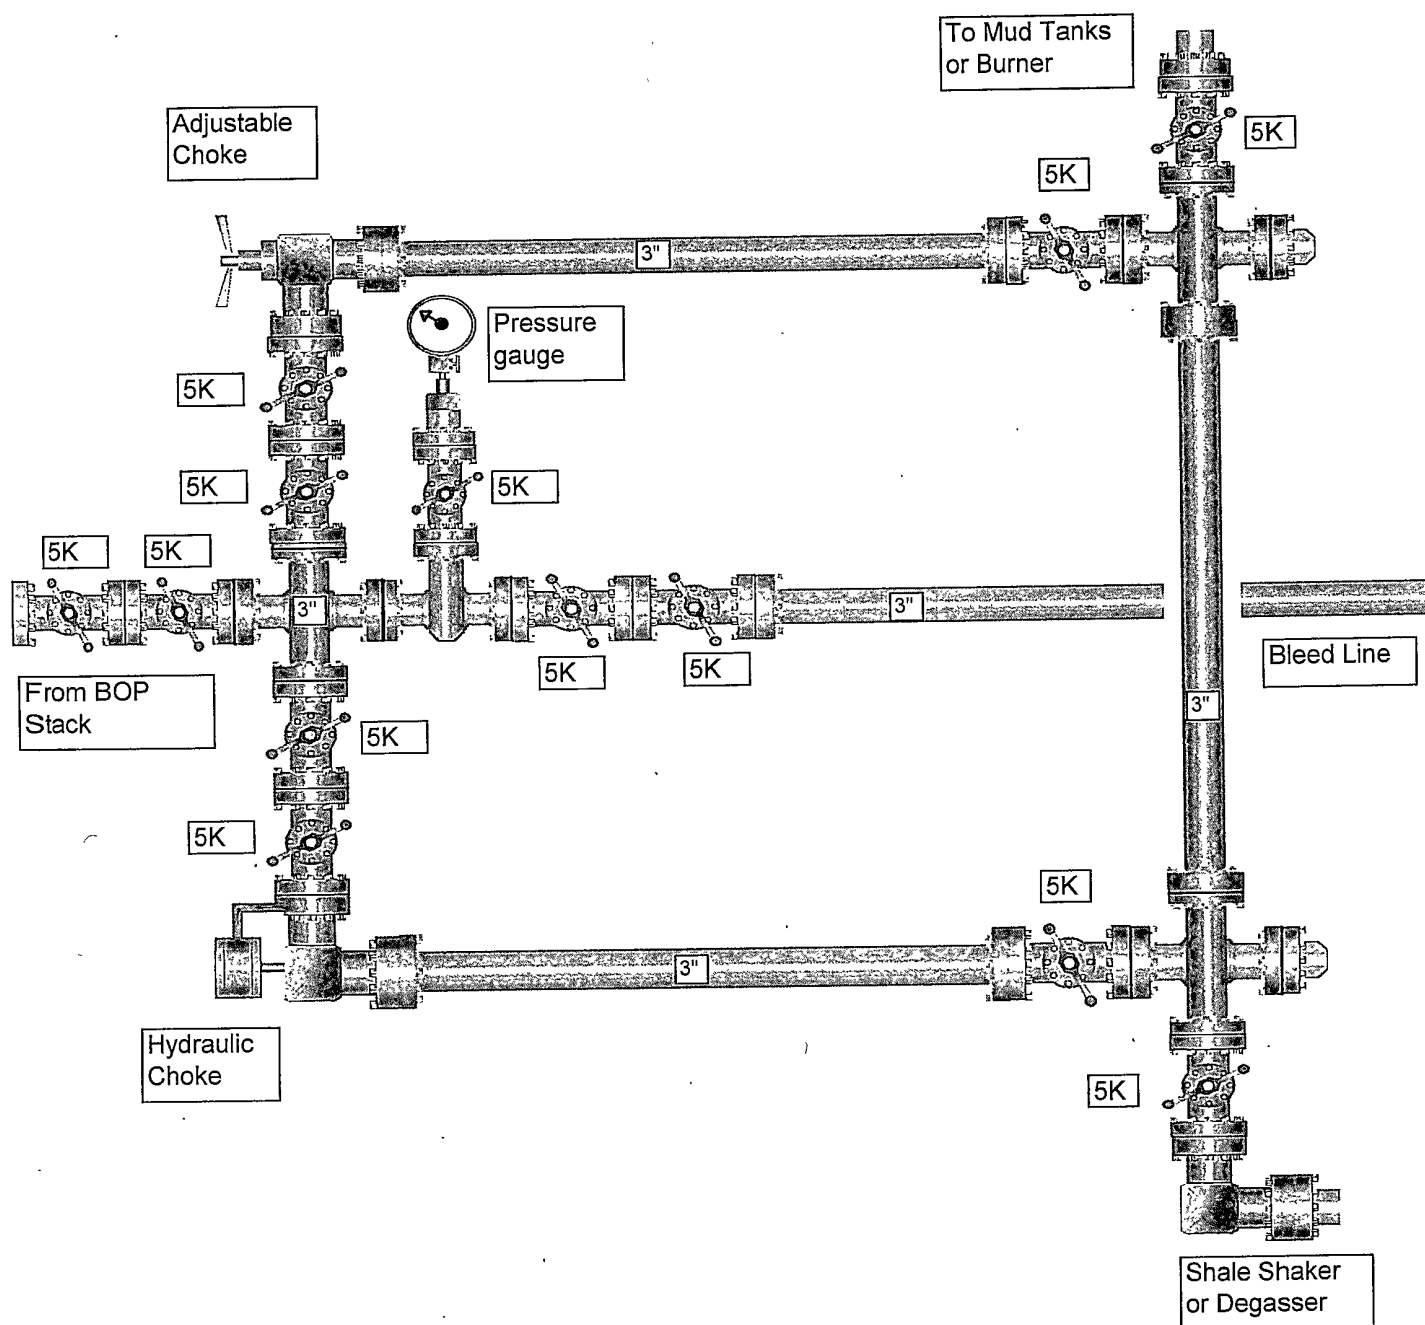 To Mud Tanks
or Burner
5K
Adjustable
Choke
5K
3"
Pressure
gauge
5K
5K
5K
5K
5K
3"
3"
Bleed Line
5K
5K
From BOP
Stack
3"
5K
5K
5K
3"
Hydraulic
Choke
5K
Shale Shaker
or Degasser